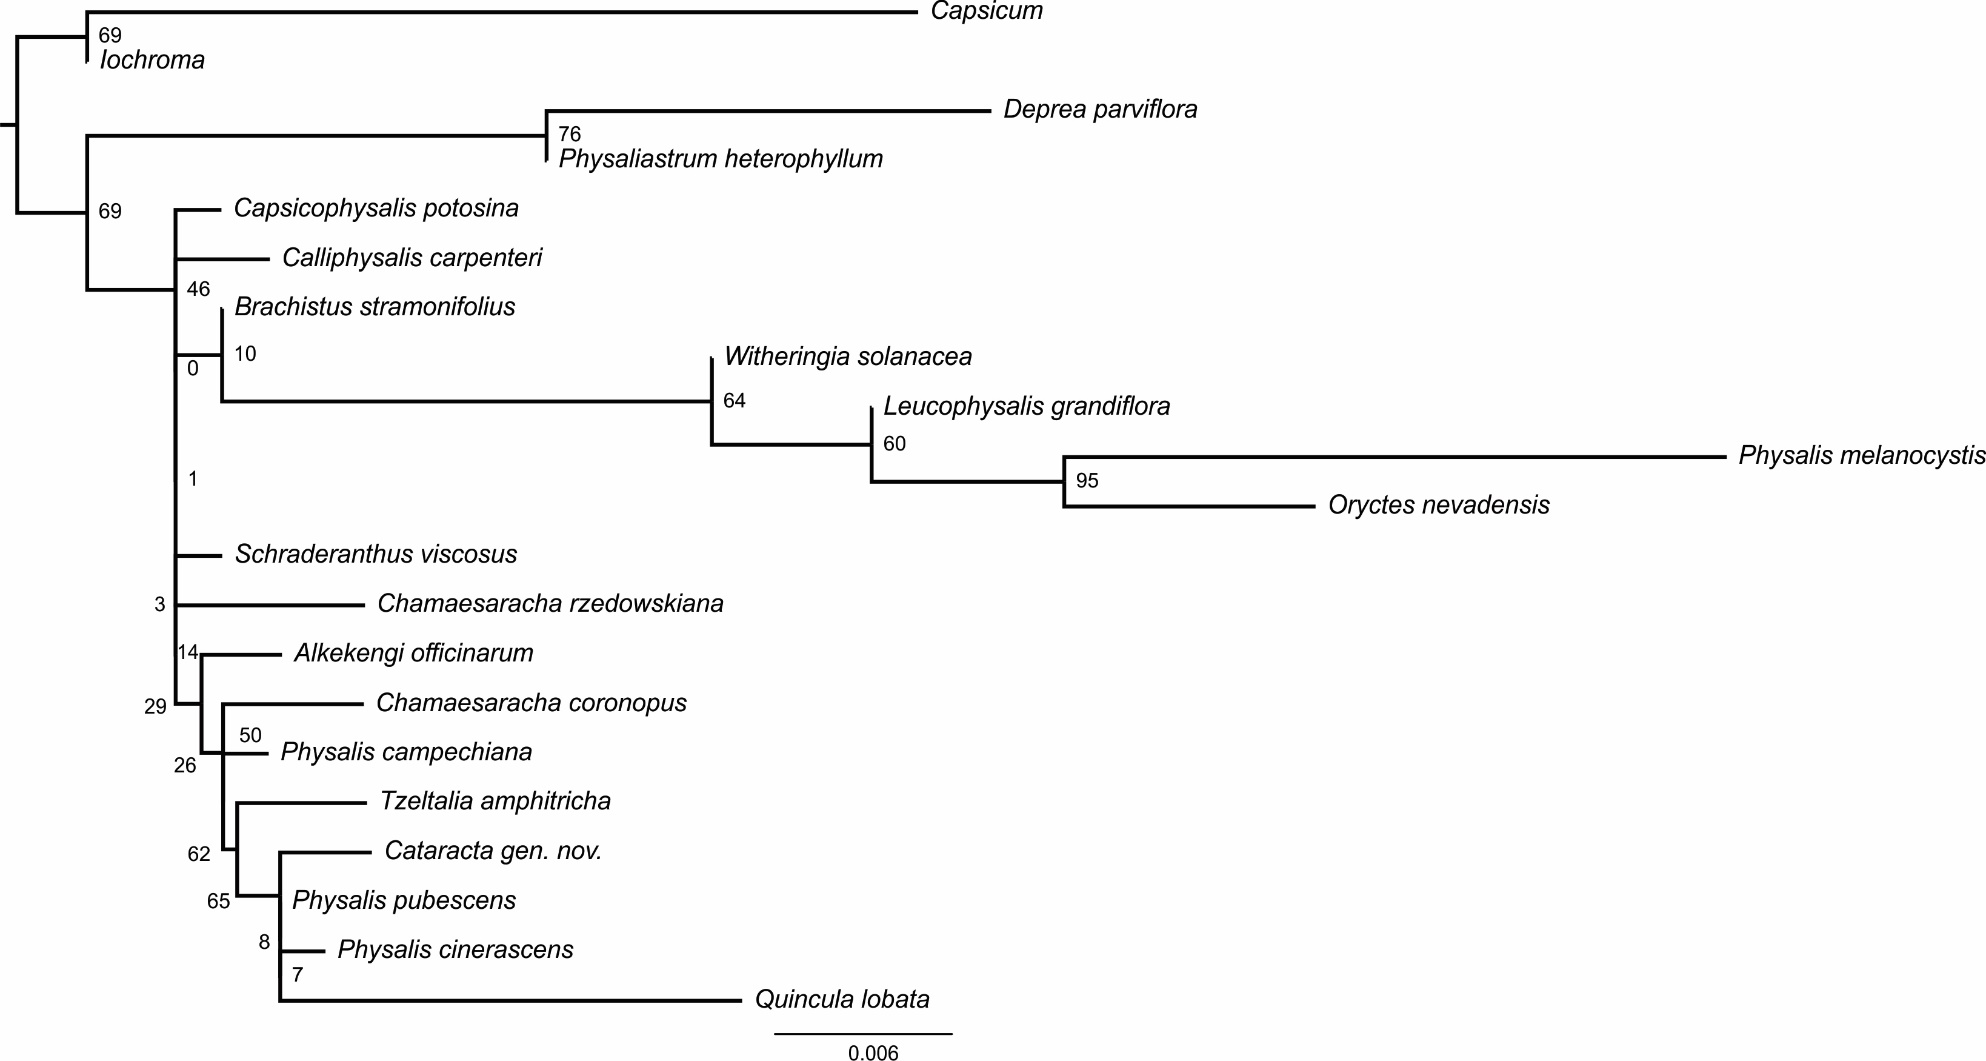 Capsicum
69
Iochroma
Deprea parviflora
76
Physaliastrum heterophyllum
Capsicophysalis potosina
69
Calliphysalis carpenteri
46
Brachistus stramonifolius
10
0
Witheringia solanacea
64
Leucophysalis grandiflora
60
Physalis melanocystis
95
1
Oryctes nevadensis
Schraderanthus viscosus
3
Chamaesaracha rzedowskiana
14
Alkekengi officinarum
29
Chamaesaracha coronopus
50
Physalis campechiana
26
Tzeltalia amphitricha
62
Cataracta gen. nov.
65
Physalis pubescens
8
Physalis cinerascens
7
Quincula lobata
0.006